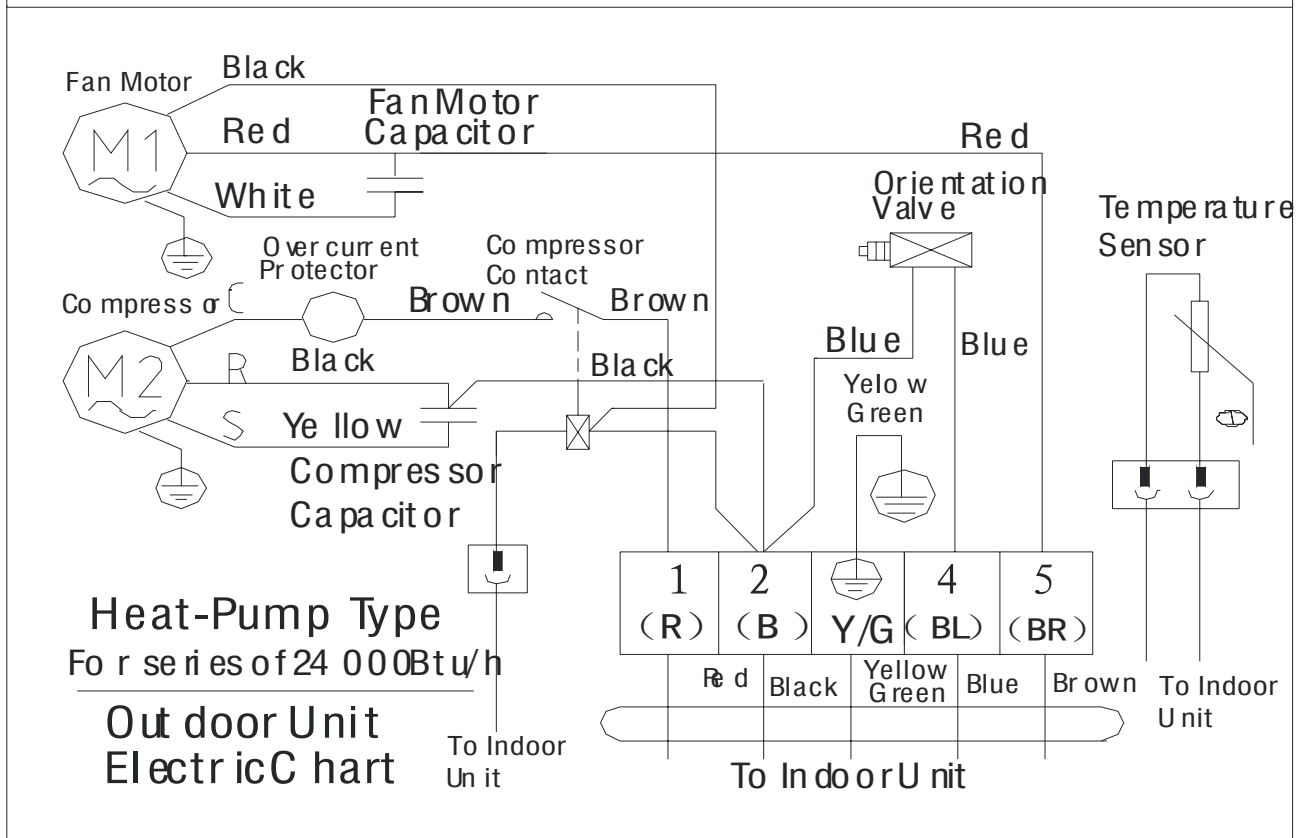 Black
Fan Motor
M1
Fan Motor
Capacitor
Red
Red
White
Orientation
Valve
Temperature
Sensor
Overcurrent
Protector
Compressor
Contact
Compressor
C
Brown
Brown
M2
R
Black
Black
Blue
Blue
Yelow
Green
S
Yellow
Compressor
Capacitor
1
2
4
5
(R)
(B)
Y/G
(BL)
(BR)
Heat-Pump Type
For series of 24 000Btu/h
Outdoor Unit
Electric Chart
Red
Black
Yellow
Green
Blue
Brown
To Indoor
Unit
To Indoor
Unit
To Indoor Unit